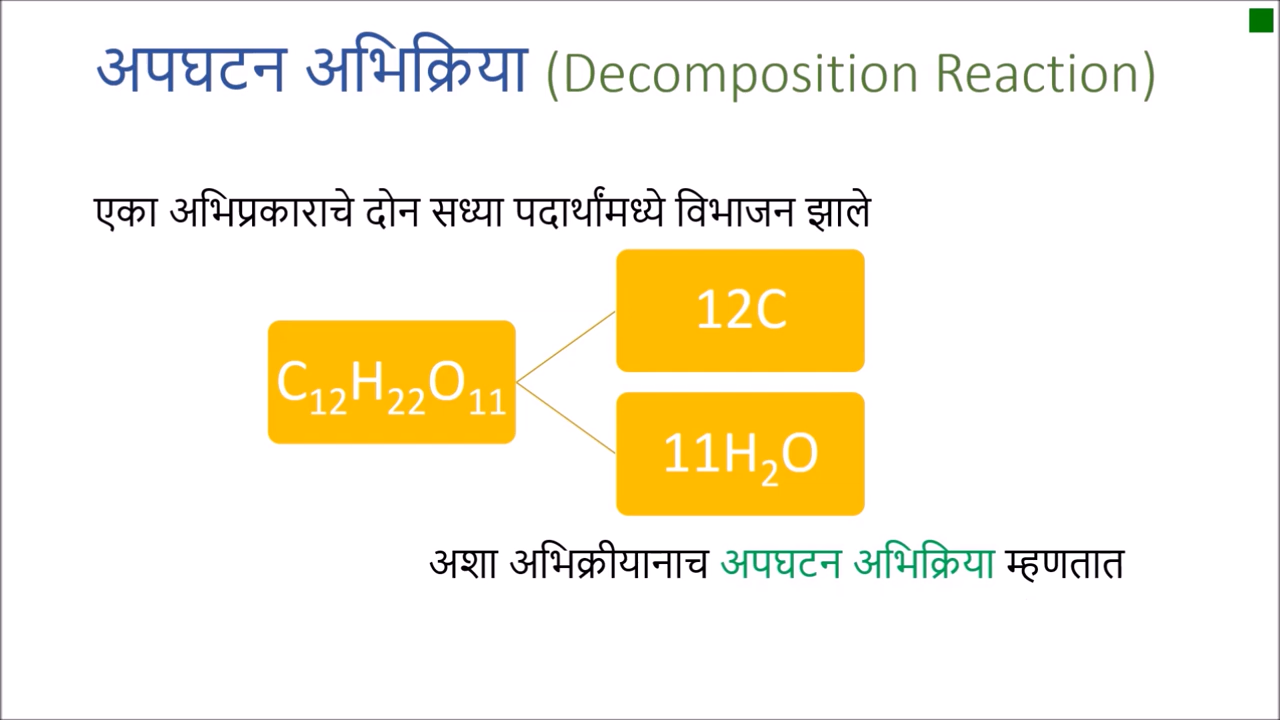 अपघटन अभिक्रिया (Decomposition Reaction)
एका अभिप्रकाराचे दोन सध्या पदार्थांमध्ये विभाजन झाले
12C
C₁₂H₂₂O₁₁
11H₂O
अशा अभिक्रीयानाच अपघटन अभिक्रिया म्हणतात